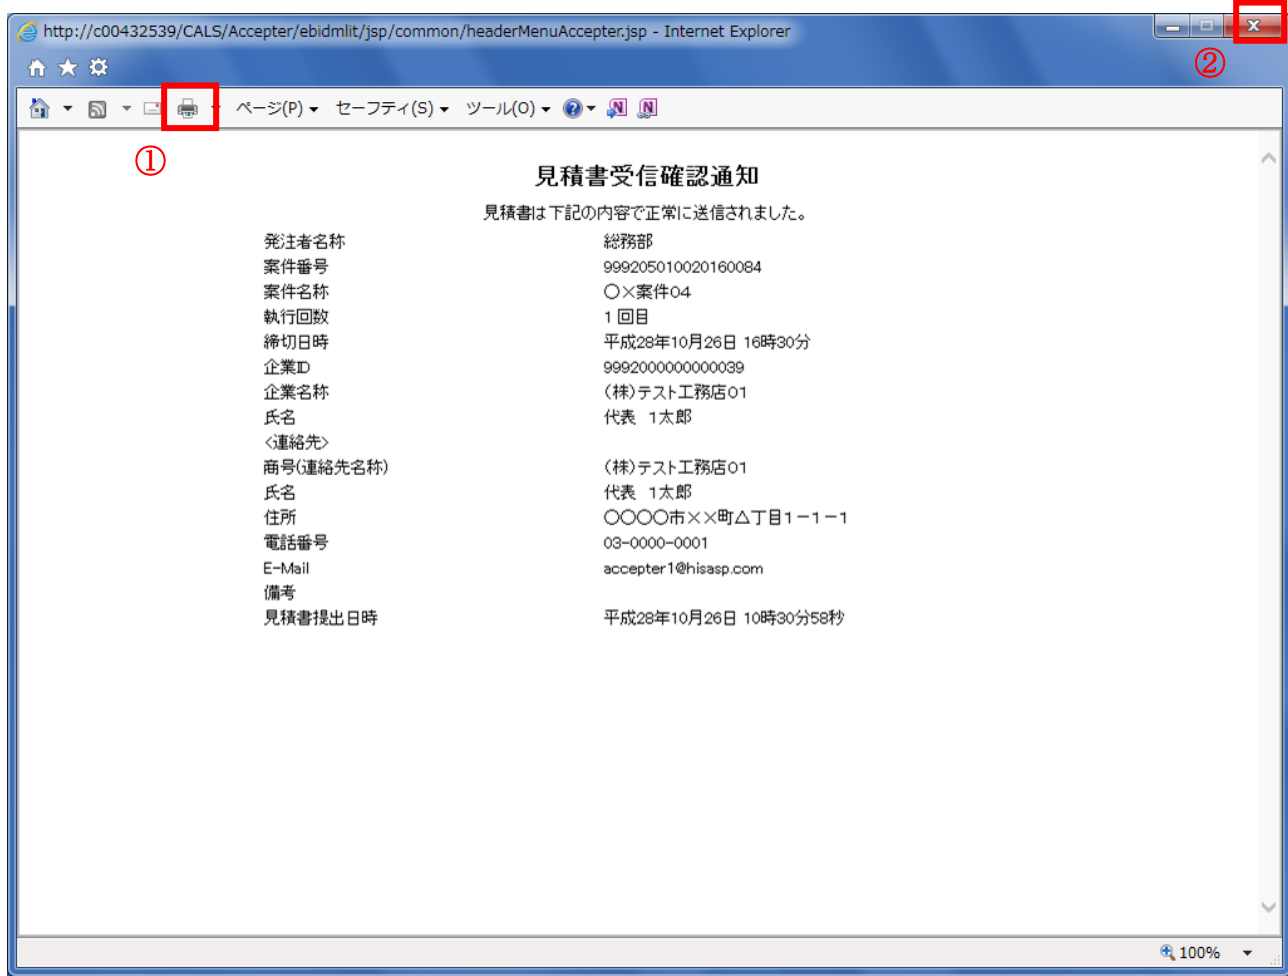 http://c00432539/CALS/Accepter/ebidmlit/jsp/common/headerMenuAccepter.jsp - Internet Explorer
②
ページ(P) セーフティ(S) ツール(O)
①
見積書受信確認通知
見積書は下記の内容で正常に送信されました。
発注者名称 総務部
案件番号 999205010020160084
案件名称 〇×案件04
執行回数 1回目
締切日時 平成28年10月26日 16時30分
企業ID 9992000000000039
企業名称 (株)テスト工務店01
氏名 代表 1太郎
<連絡先>
商号(連絡先名称) (株)テスト工務店01
氏名 代表 1太郎
住所 〇〇〇〇市××町△丁目1-1-1
電話番号 03-0000-0001
E-Mail accepter1@hisasp.com
備考
見積書提出日時 平成28年10月26日 10時30分58秒
100%